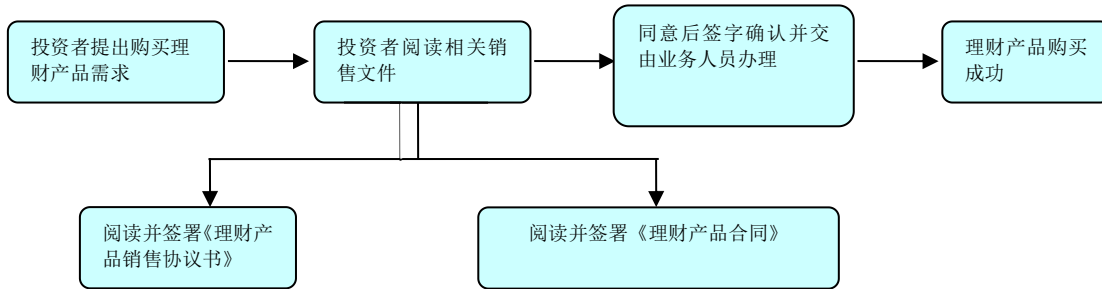 投资者提出购买理
财产品需求
投资者阅读相关销
售文件
同意后签字确认并交
由业务人员办理
理财产品购买
成功
阅读并签署《理财产
品销售协议书》
阅读并签署《理财产品合同》